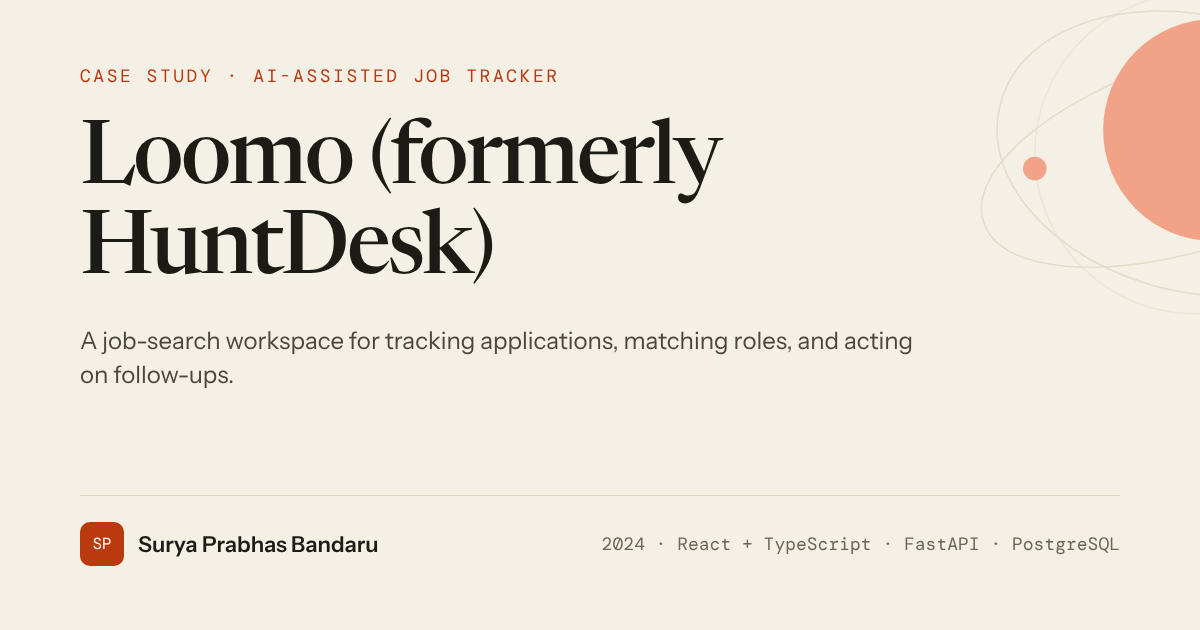 CASE STUDY · AI-ASSISTED JOB TRACKER
Loomo (formerly
HuntDesk)
A job-search workspace for tracking applications, matching roles, and acting
on follow-ups.
SP Surya Prabhas Bandaru
2024 · React + TypeScript · FastAPI · PostgreSQL